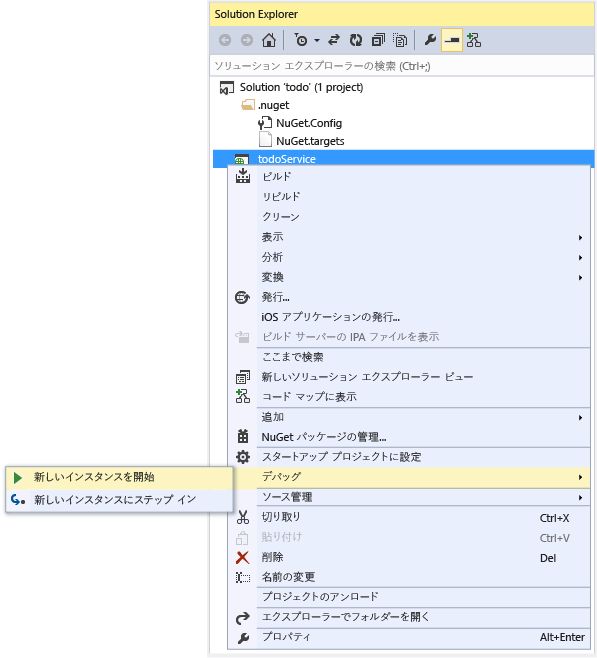 Solution Explorer
ソリューション エクスプローラーの検索 (Ctrl+;)
Solution 'todo' (1 project)
.nuget
NuGet.Config
NuGet.targets
todoService
ビルド
リビルド
クリーン
表示
分析
変換
発行...
iOS アプリケーションの発行...
ビルド サーバーの IPA ファイルを表示
ここまで検索
新しいソリューション エクスプローラー ビュー
コード マップに表示
追加
NuGet パッケージの管理...
スタートアップ プロジェクトに設定
デバッグ
新しいインスタンスを開始
新しいインスタンスにステップ イン
ソース管理
切り取り Ctrl+X
貼り付け Ctrl+V
削除 Del
名前の変更
プロジェクトのアンロード
エクスプローラーでフォルダーを開く
プロパティ Alt+Enter